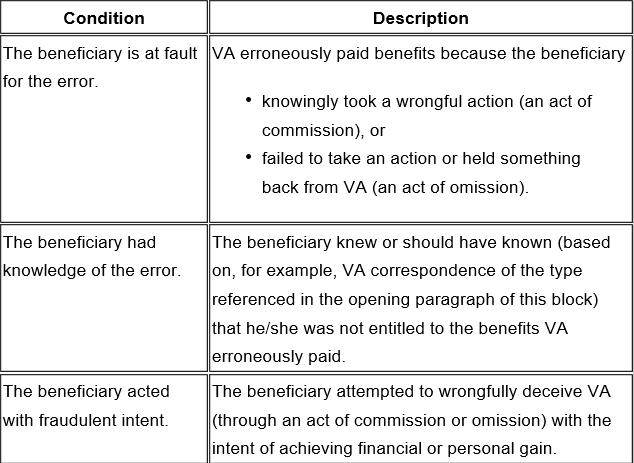 Condition
Description
The beneficiary is at fault
for the error.
VA erroneously paid benefits because the beneficiary
• knowingly took a wrongful action (an act of
commission), or
• failed to take an action or held something
back from VA (an act of omission).
The beneficiary had
knowledge of the error.
The beneficiary knew or should have known (based
on, for example, VA correspondence of the type
referenced in the opening paragraph of this block)
that he/she was not entitled to the benefits VA
erroneously paid.
The beneficiary acted
with fraudulent intent.
The beneficiary attempted to wrongfully deceive VA
(through an act of commission or omission) with the
intent of achieving financial or personal gain.